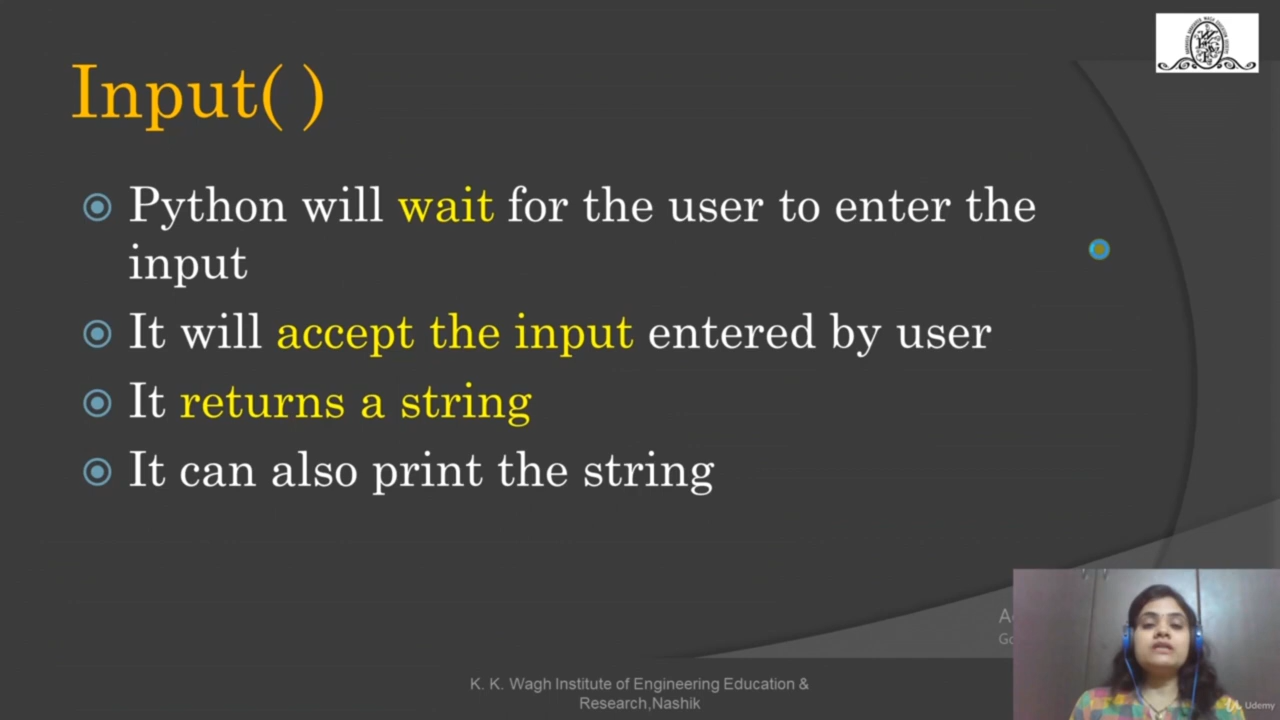 Input( )
Python will wait for the user to enter the
input
It will accept the input entered by user
It returns a string
It can also print the string
K. K. Wagh Institute of Engineering Education &
Research,Nashik
Udemy